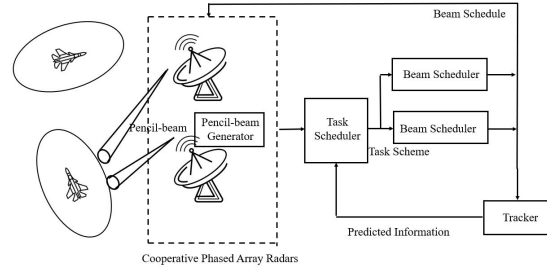 Beam Schedule
Beam Scheduler
Pencil-beam
Pencil-beam
Generator
Task
Scheduler
Beam Scheduler
Task Scheme
Tracker
Predicted Information
Cooperative Phased Array Radars